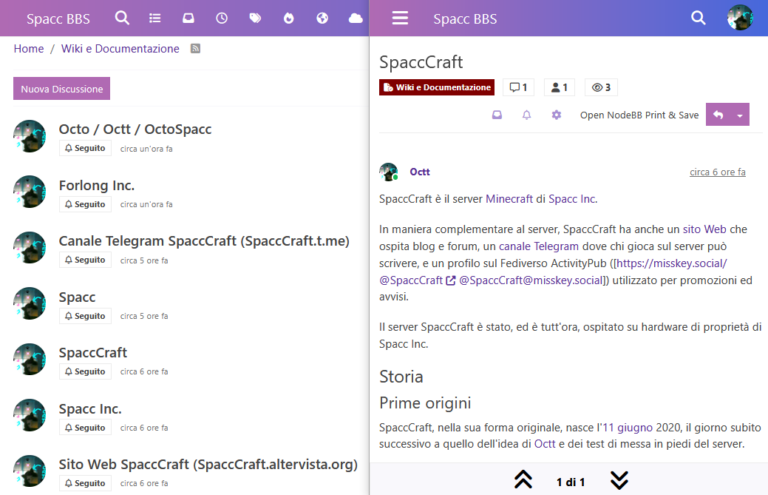 Spacc BBS
Home / Wiki e Documentazione
Nuova Discussione
Octo / Octt / OctoSpacc
Seguito circa un'ora fa
Forlong Inc.
Seguito circa un'ora fa
Canale Telegram SpaccCraft (SpaccCraft.t.me)
Seguito circa 5 ore fa
Spacc
Seguito circa 5 ore fa
SpaccCraft
Seguito circa 6 ore fa
Spacc Inc.
Seguito circa 6 ore fa
Sito Web SpaccCraft (SpaccCraft.altervista.org)
Seguito circa 6 ore fa
Spacc BBS
SpaccCraft
Wiki e Documentazione 1 1 3
Open NodeBB Print & Save
Octt circa 6 ore fa
SpaccCraft è il server Minecraft di Spacc Inc.
In maniera complementare al server, SpaccCraft ha anche un sito Web che
ospita blog e forum, un canale Telegram dove chi gioca sul server può
scrivere, e un profilo sul Fediverso ActivityPub ([https://misskey.social/
@SpaccCraft @SpaccCraft@misskey.social]) utilizzato per promozioni ed
avvisi.
Il server SpaccCraft è stato, ed è tutt'ora, ospitato su hardware di proprietà di
Spacc Inc.
Storia
Prime origini
SpaccCraft, nella sua forma originale, nasce l'11 giugno 2020, il giorno subito
successivo a quello dell'idea di Octt e dei test di messa in piedi del server.
1 di 1